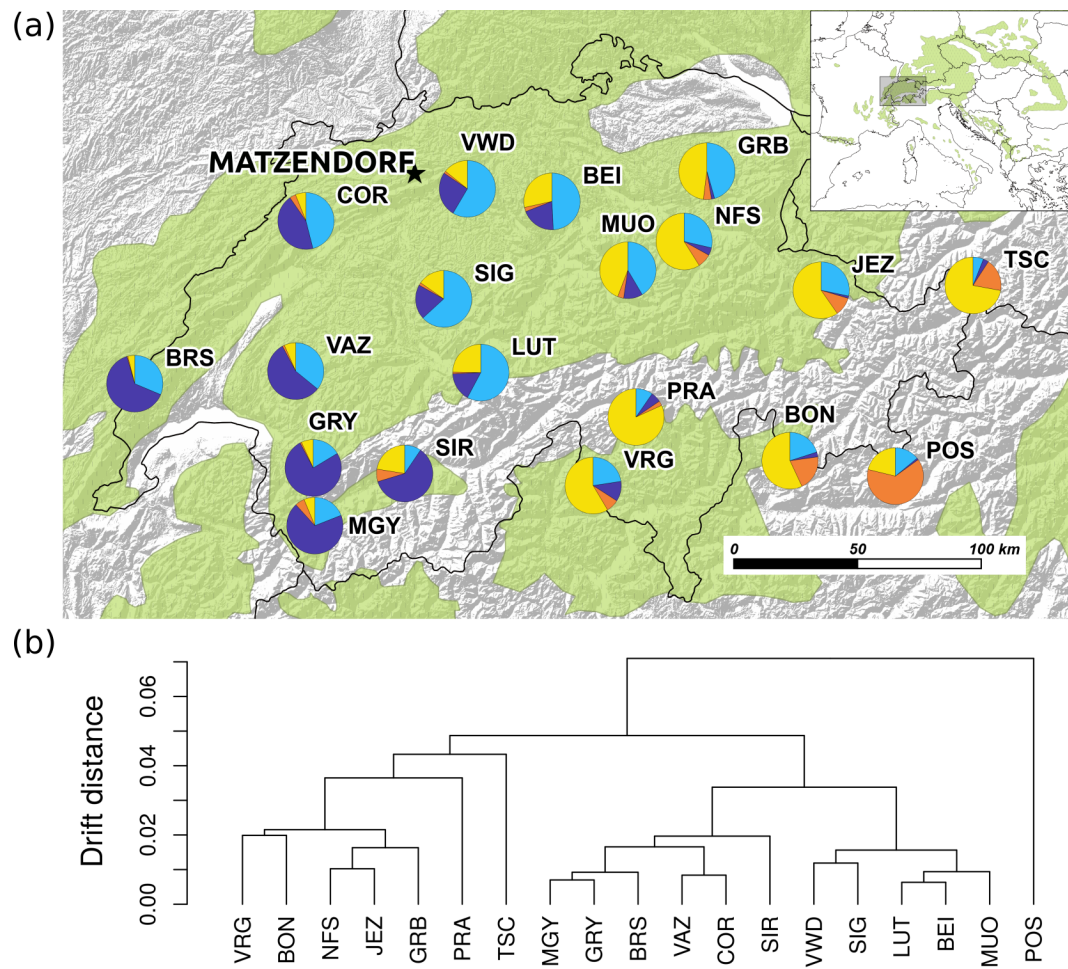 (a)
VWD
GRB
MATZENDORF
BEI
COR
NFS
MUO
JEZ
TSC
SIG
VAZ
LUT
BRS
PRA
BON
GRY
SIR
POS
VRG
MGY
0 50 100 km
(b)
Drift distance
0.06
0.04
0.02
0.00
VRG BON NFS JEZ GRB PRA TSC MGY GRY BRS VAZ COR SIR VWD SIG LUT BEI MUO POS